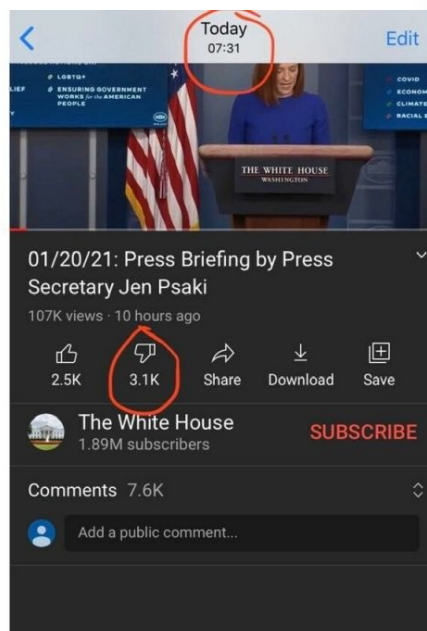 Today
07:31
Edit
LGBTQ+
LIEF
ENSURING GOVERNMENT
WORKS for the AMERICAN
PEOPLE
COVID
ECONOM
CLIMATE
RACIAL E
THE WHITE HOUSE
WASHINGTON
01/20/21: Press Briefing by Press
Secretary Jen Psaki
107K views · 10 hours ago
2.5K 3.1K Share Download Save
The White House
1.89M subscribers
SUBSCRIBE
Comments 7.6K
Add a public comment...